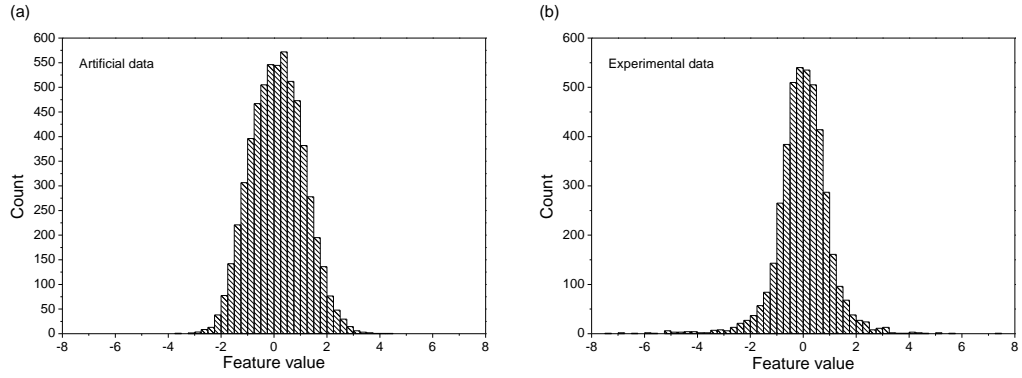 (a)
Artificial data
600
550
500
450
400
350
300
250
200
150
100
50
0
Count
-8 -6 -4 -2 0 2 4 6 8
Feature value
(b)
Experimental data
600
500
400
300
200
100
0
Count
-8 -6 -4 -2 0 2 4 6 8
Feature value